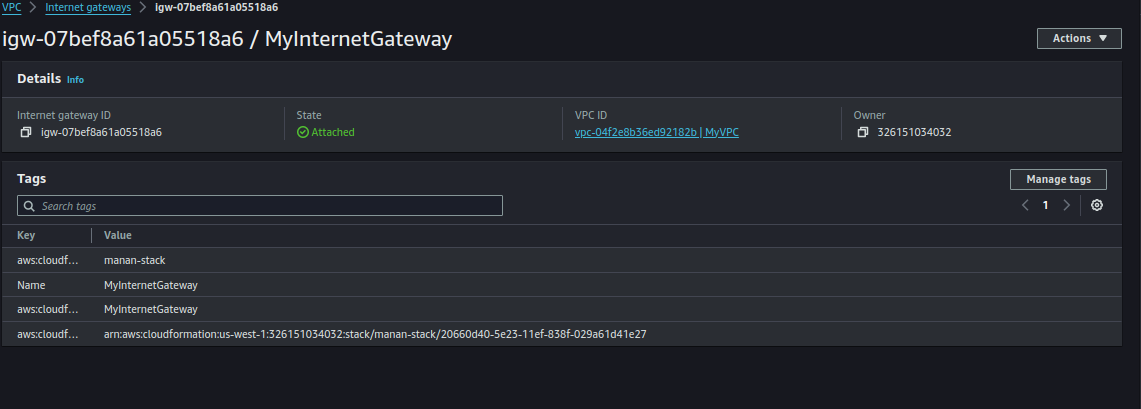 VPC > Internet gateways > igw-07bef8a61a05518a6
igw-07bef8a61a05518a6 / MyInternetGateway
Actions
Details Info
Internet gateway ID State VPC ID Owner
igw-07bef8a61a05518a6 Attached vpc-04f2e8b36ed92182b | MyVPC 326151034032
Tags Manage tags
Search tags 1
Key Value
aws:cloudf... manan-stack
Name MyInternetGateway
aws:cloudf... MyInternetGateway
aws:cloudf... arn:aws:cloudformation:us-west-1:326151034032:stack/manan-stack/20660d40-5e23-11ef-838f-029a61d41e27